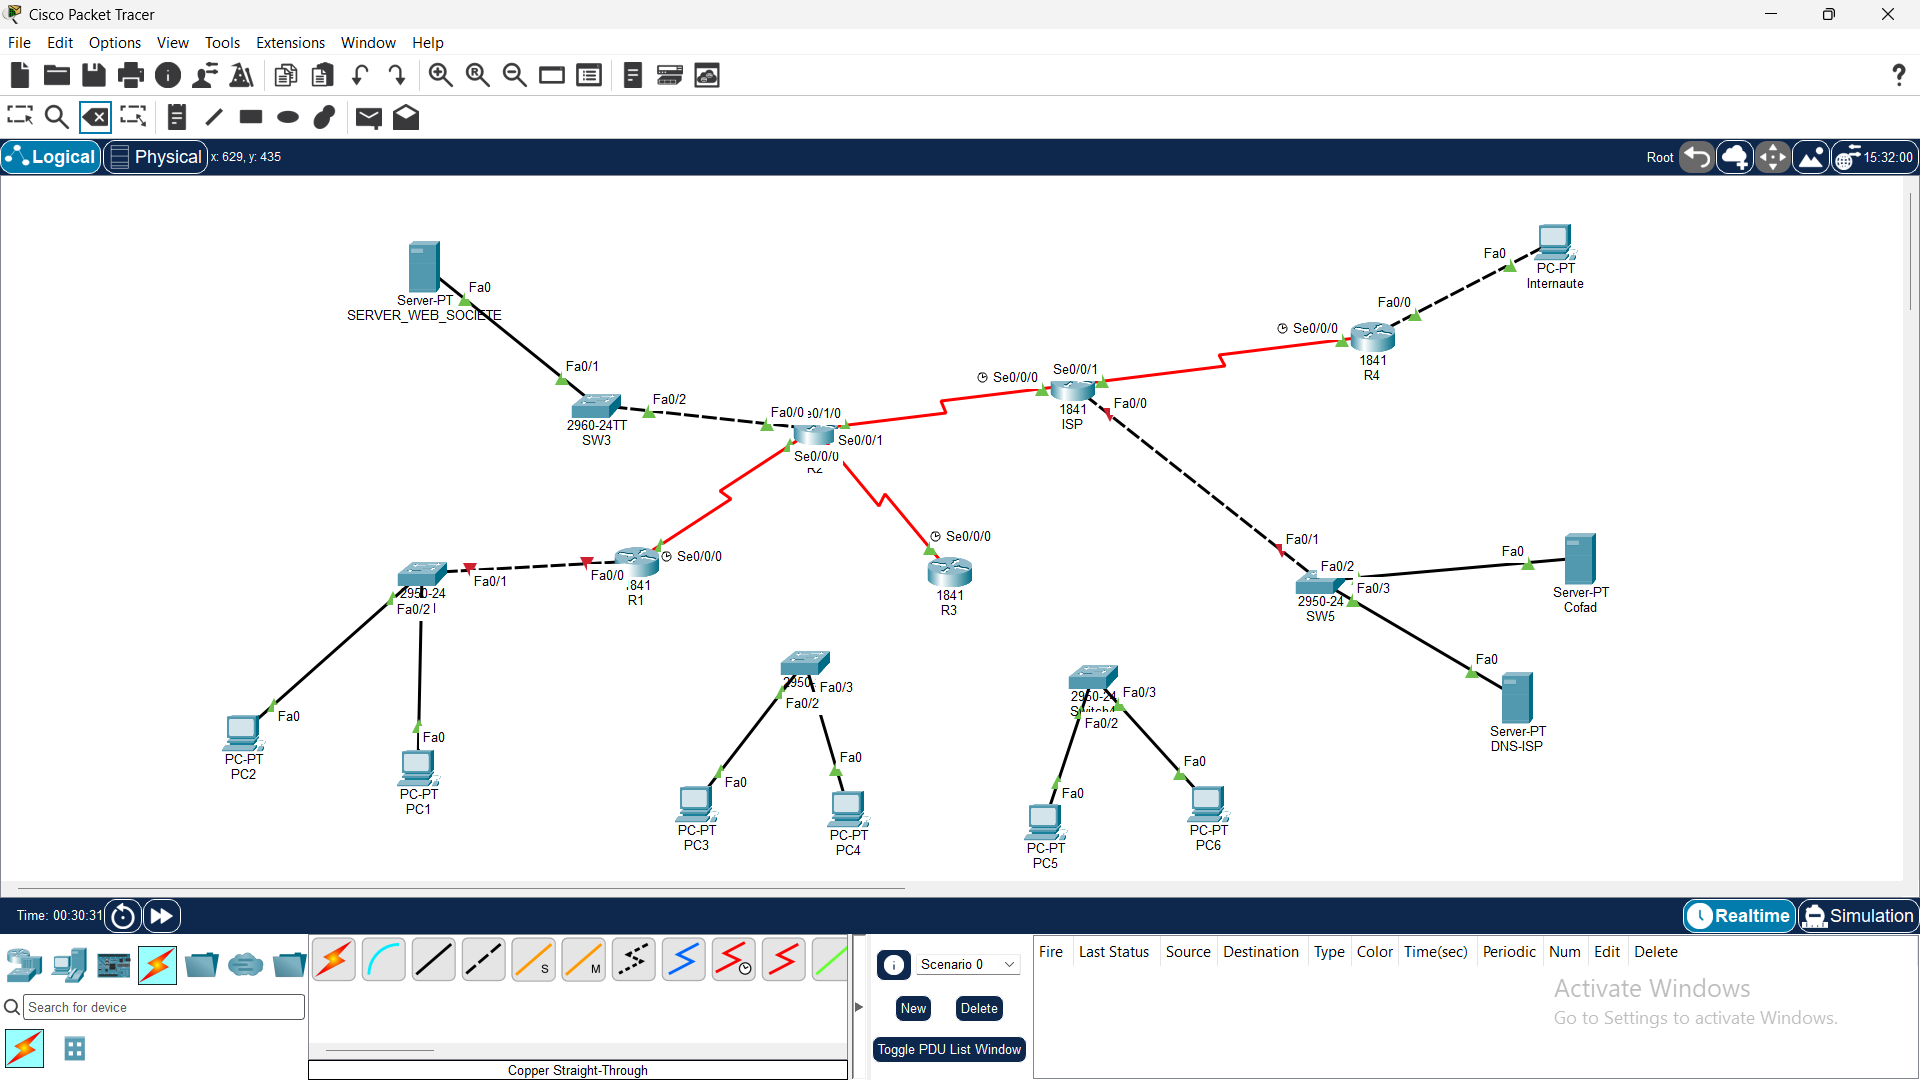 Cisco Packet Tracer
File Edit Options View Tools Extensions Window Help
Logical Physical x: 629, y: 435 Root 15:32:00
Fa0
PC-PT
Internaute
Fa0/0
Se0/0/0
1841
R4
Fa0
Server-PT
SERVER_WEB_SOCIETE
Fa0/1
2960-24TT
SW3
Fa0/2
Fa0/0
Se0/0/1
Se0/0/0
R2
Se0/0/0
Se0/0/1
1841
ISP
Fa0/0
Fa0/1
Fa0/2
Fa0/3
2950-24
SW5
Fa0
Server-PT
Cofad
Fa0
Server-PT
DNS-ISP
Se0/0/0
1841
R3
Se0/0/0
Fa0/0
1841
R1
Fa0/1
2950-24
Fa0/2
Fa0
PC-PT
PC2
Fa0
PC-PT
PC1
2950-
Fa0/3
Fa0/2
Fa0
PC-PT
PC3
Fa0
PC-PT
PC4
2950-24
Switch4
Fa0/3
Fa0/2
Fa0
PC-PT
PC5
Fa0
PC-PT
PC6
Time: 00:30:31 Realtime Simulation
S M
Search for device
Copper Straight-Through
Scenario 0
New Delete
Toggle PDU List Window
Fire Last Status Source Destination Type Color Time(sec) Periodic Num Edit Delete
Activate Windows
Go to Settings to activate Windows.